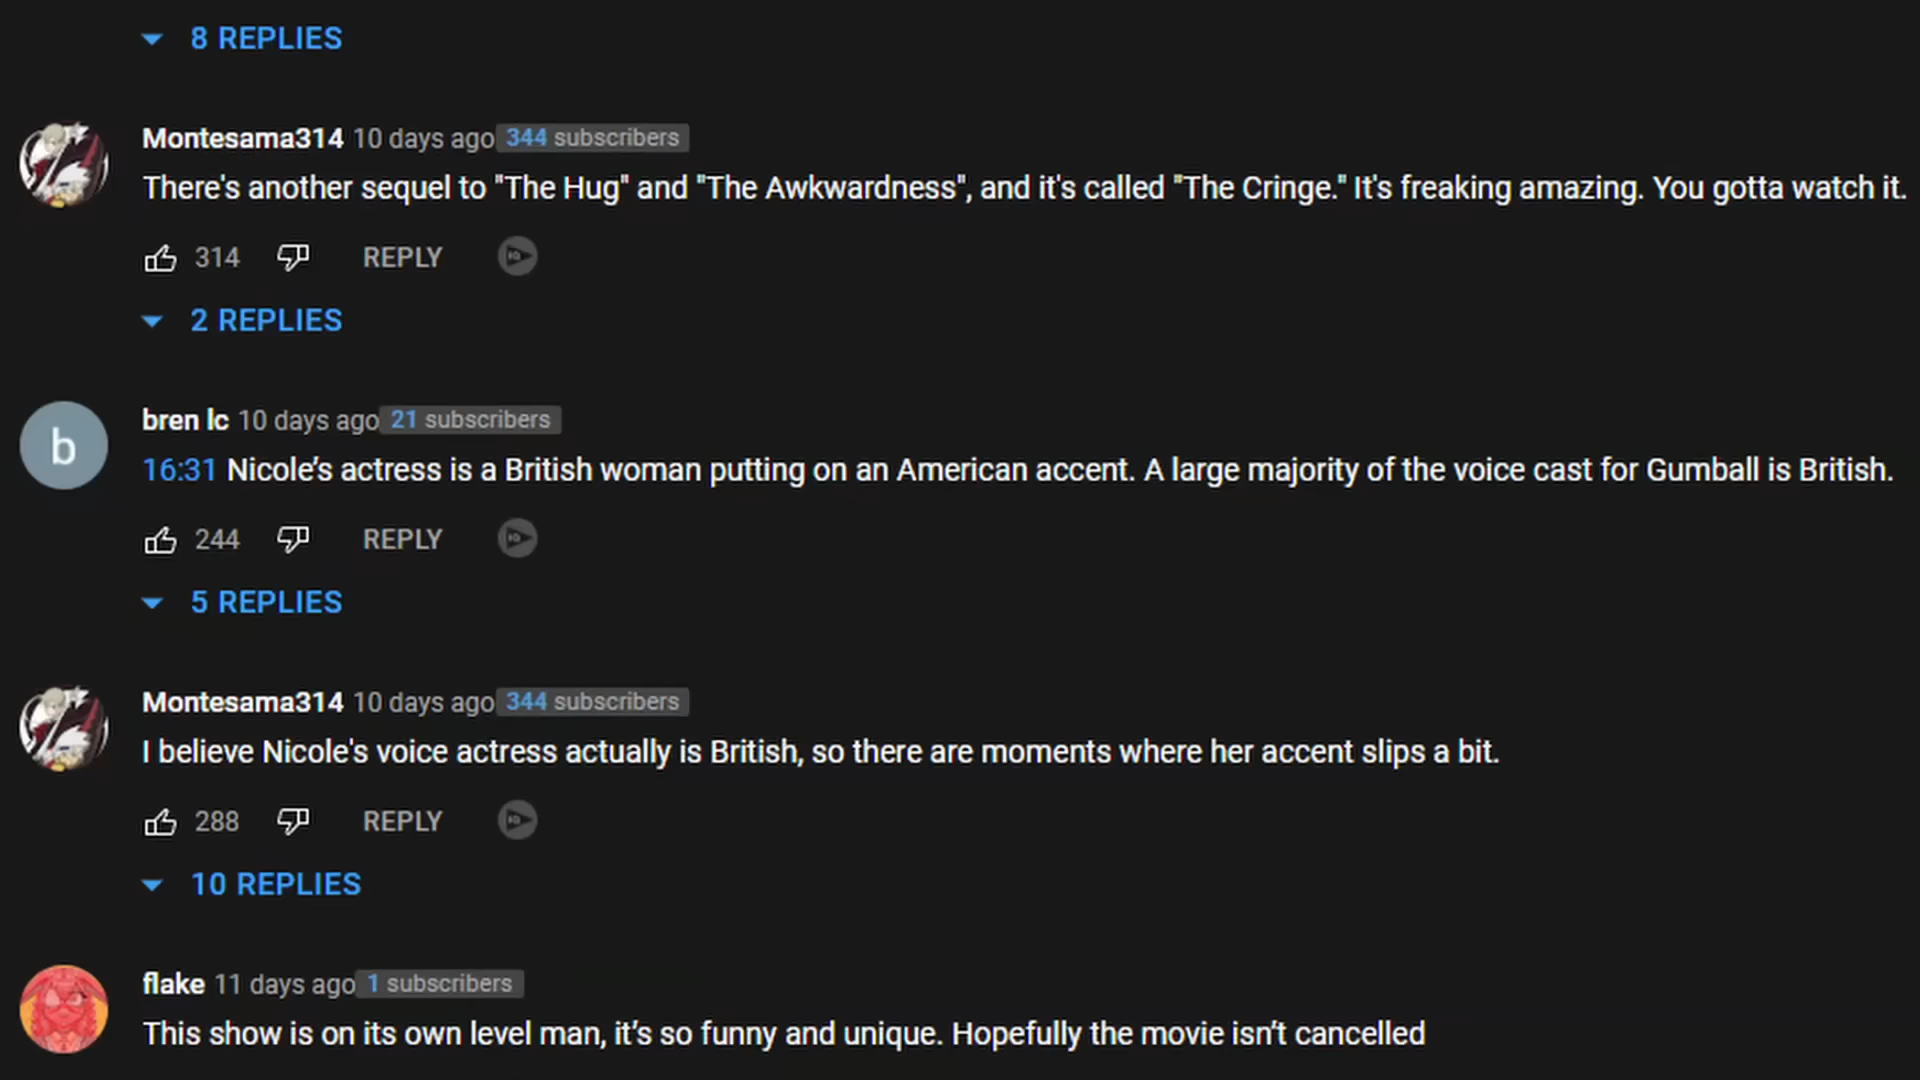 8 REPLIES
Montesama314 10 days ago 344 subscribers
There's another sequel to "The Hug" and "The Awkwardness", and it's called "The Cringe." It's freaking amazing. You gotta watch it.
314 REPLY
2 REPLIES
b
bren lc 10 days ago 21 subscribers
16:31 Nicole’s actress is a British woman putting on an American accent. A large majority of the voice cast for Gumball is British.
244 REPLY
5 REPLIES
Montesama314 10 days ago 344 subscribers
I believe Nicole's voice actress actually is British, so there are moments where her accent slips a bit.
288 REPLY
10 REPLIES
flake 11 days ago 1 subscribers
This show is on its own level man, it’s so funny and unique. Hopefully the movie isn’t cancelled